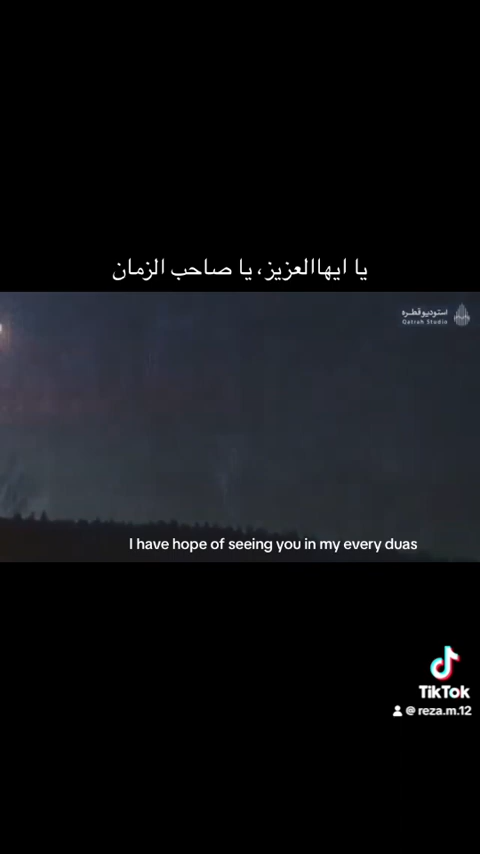 يا ايهاالعزيز، يا صاحب الزمان
استودیو قطره
Qatrah Studio
I have hope of seeing you in my every duas
TikTok
@ reza.m.12